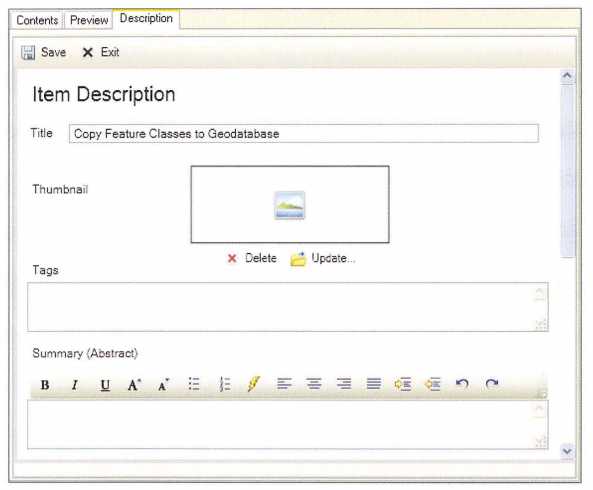 Contents Preview Description
Save Exit
Item Description
Title Copy Feature Classes to Geodatabase
Thumbnail
Delete Update...
Tags
Summary (Abstract)
B I U A A